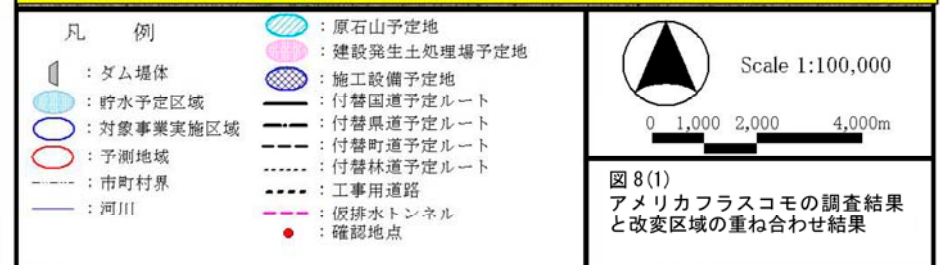 凡　例
：ダム堤体
：貯水予定区域
：対象事業実施区域
：予測地域
：市町村界
：河川
：原石山予定地
：建設発生土処理場予定地
：施工設備予定地
：付替国道予定ルート
：付替県道予定ルート
：付替町道予定ルート
：付替林道予定ルート
：工事用道路
：仮排水トンネル
：確認地点
Scale 1:100,000
0 1,000 2,000 4,000m
図 8(1)
アメリカフラスコモの調査結果
と改変区域の重ね合わせ結果